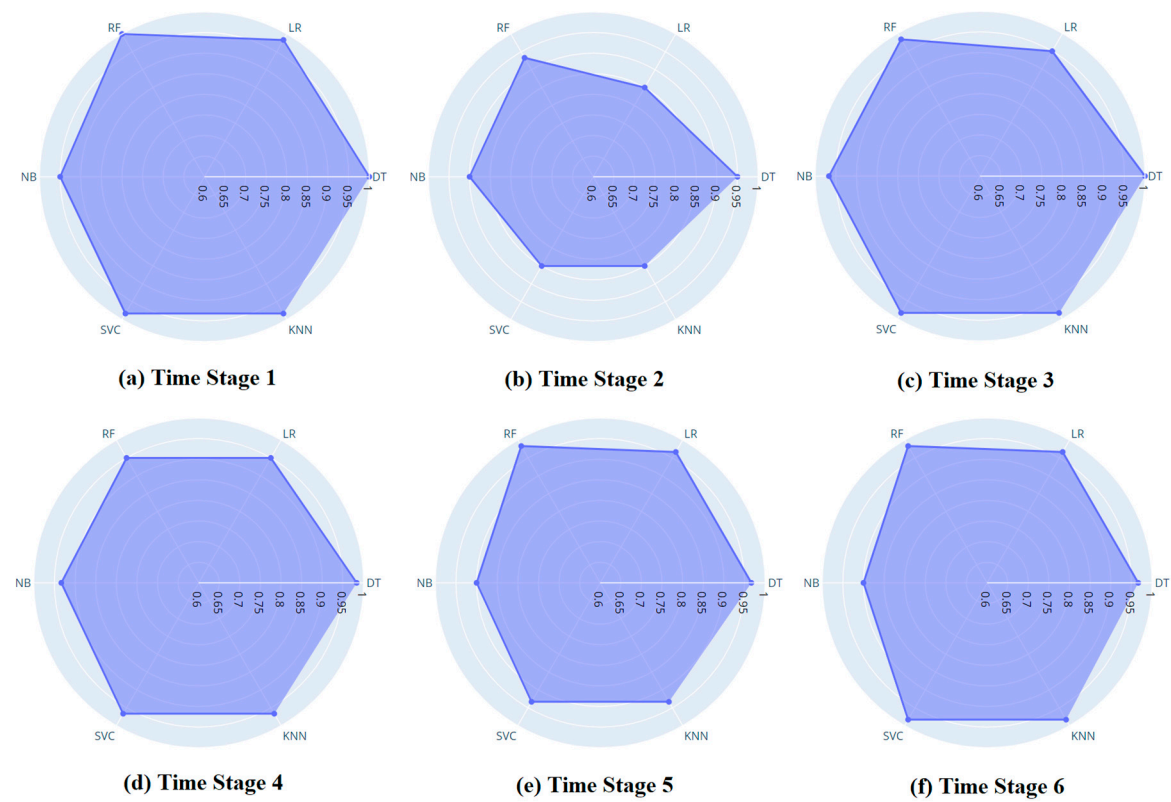 RF LR
NB DT
0.6 0.65 0.7 0.75 0.8 0.85 0.9 0.95 1
SVC KNN
(a) Time Stage 1
RF LR
NB DT
0.6 0.65 0.7 0.75 0.8 0.85 0.9 0.95 1
SVC KNN
(b) Time Stage 2
RF LR
NB DT
0.6 0.65 0.7 0.75 0.8 0.85 0.9 0.95 1
SVC KNN
(c) Time Stage 3
RF LR
NB DT
0.6 0.65 0.7 0.75 0.8 0.85 0.9 0.95 1
SVC KNN
(d) Time Stage 4
RF LR
NB DT
0.6 0.65 0.7 0.75 0.8 0.85 0.9 0.95 1
SVC KNN
(e) Time Stage 5
RF LR
NB DT
0.6 0.65 0.7 0.75 0.8 0.85 0.9 0.95 1
SVC KNN
(f) Time Stage 6